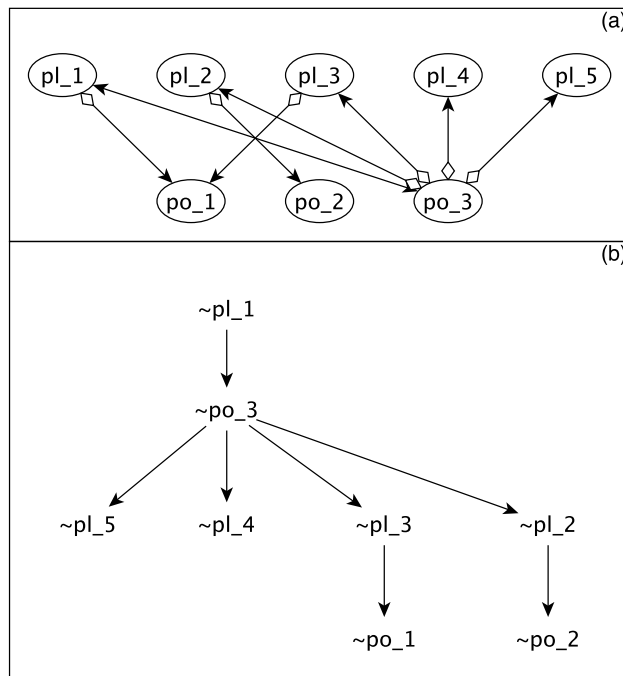 (a)
pl_1 pl_2 pl_3 pl_4 pl_5
po_1 po_2 po_3
(b)
~pl_1
~po_3
~pl_5 ~pl_4 ~pl_3 ~pl_2
~po_1 ~po_2